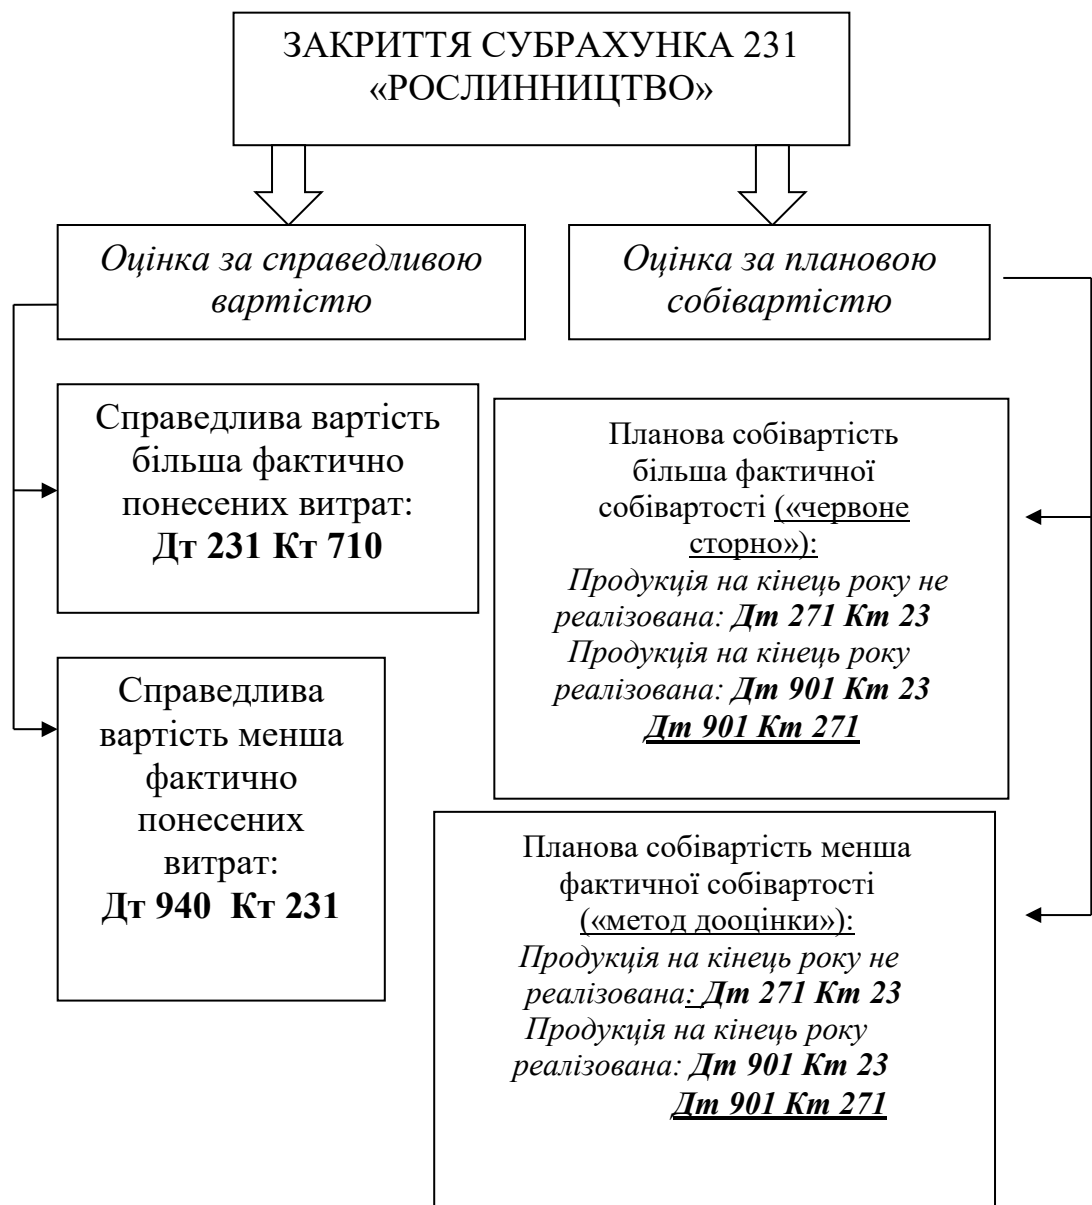 ЗАКРИТТЯ СУБРАХУНКА 231
«РОСЛИННИЦТВО»
Оцінка за справедливою
вартістю
Оцінка за плановою
собівартістю
Справедлива вартість
більша фактично
понесених витрат:
Дт 231 Кт 710
Справедлива
вартість менша
фактично
понесених
витрат:
Дт 940 Кт 231
Планова собівартість
більша фактичної
собівартості («червоне
сторно»):
Продукція на кінець року не
реалізована: Дт 271 Кт 23
Продукція на кінець року
реалізована: Дт 901 Кт 23
Дт 901 Кт 271
Планова собівартість менша
фактичної собівартості
(«метод дооцінки»):
Продукція на кінець року не
реалізована: Дт 271 Кт 23
Продукція на кінець року
реалізована: Дт 901 Кт 23
Дт 901 Кт 271